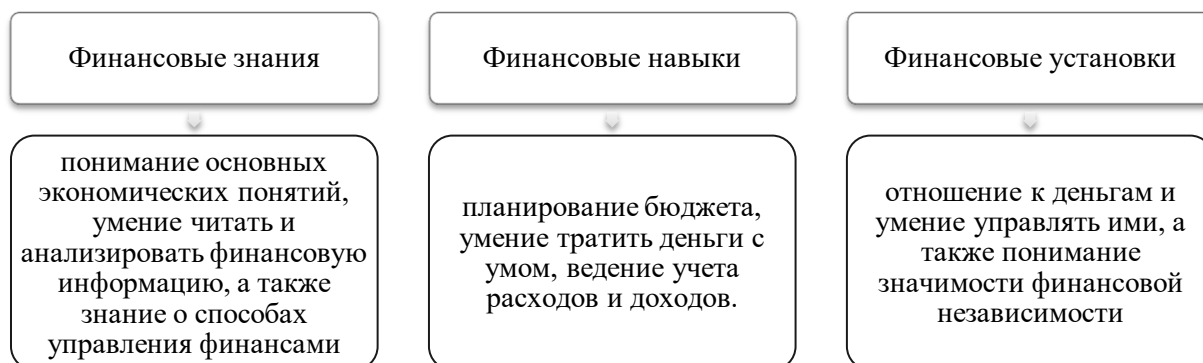 Финансовые знания
понимание основных
экономических понятий,
умение читать и
анализировать финансовую
информацию, а также
знание о способах
управления финансами
Финансовые навыки
планирование бюджета,
умение тратить деньги с
умом, ведение учета
расходов и доходов.
Финансовые установки
отношение к деньгам и
умение управлять ими, а
также понимание
значимости финансовой
независимости